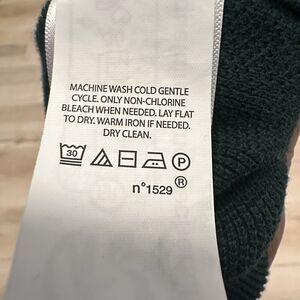 MACHINE WASH COLD GENTLE
CYCLE. ONLY NON-CHLORINE
BLEACH WHEN NEEDED. LAY FLAT
TO DRY. WARM IRON IF NEEDED.
DRY CLEAN.
30 P
n°1529 ®